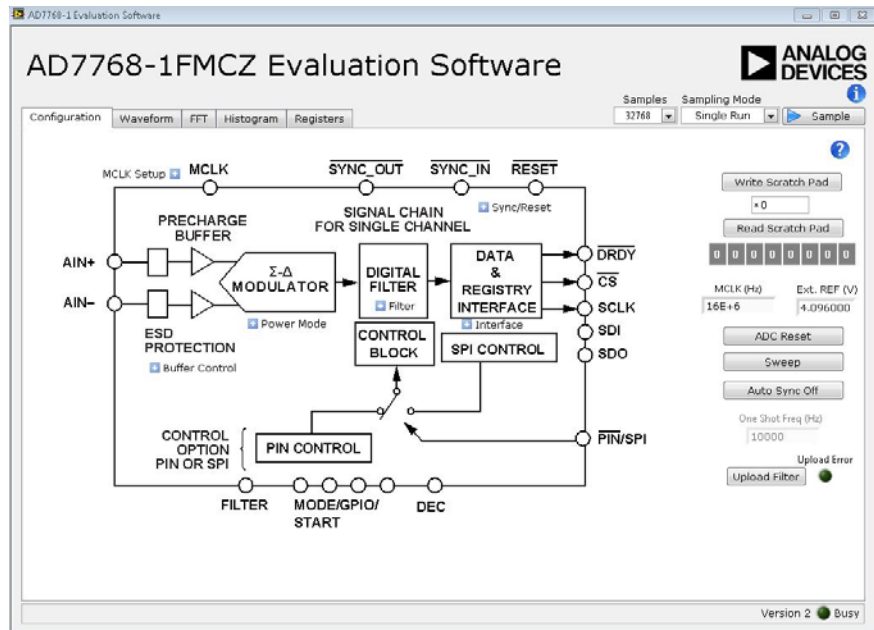 AD7768-1 Evaluation Software
AD7768-1FMCZ Evaluation Software
ANALOG
DEVICES
Samples
Sampling Mode
32768
Single Run
Sample
Configuration
Waveform
FFT
Histogram
Registers
MCLK Setup
MCLK
SYNC_OUT
SYNC_IN
RESET
Sync/Reset
PRECHARGE
BUFFER
SIGNAL CHAIN
FOR SINGLE CHANNEL
AIN+
AIN−
Σ-Δ
MODULATOR
DIGITAL
FILTER
Filter
DATA
&
REGISTRY
INTERFACE
Interface
Power Mode
ESD
PROTECTION
Buffer Control
CONTROL
BLOCK
SPI CONTROL
DRDY
CS
SCLK
SDI
SDO
CONTROL
OPTION
PIN OR SPI
PIN CONTROL
PIN/SPI
FILTER
MODE/GPIO/
START
DEC
Write Scratch Pad
×0
Read Scratch Pad
0 0 0 0 0 0 0 0
MCLK (Hz)
Ext. REF (V)
16E+6
4.096000
ADC Reset
Sweep
Auto Sync Off
One Shot Freq (Hz)
10000
Upload Error
Upload Filter
Version 2
Busy